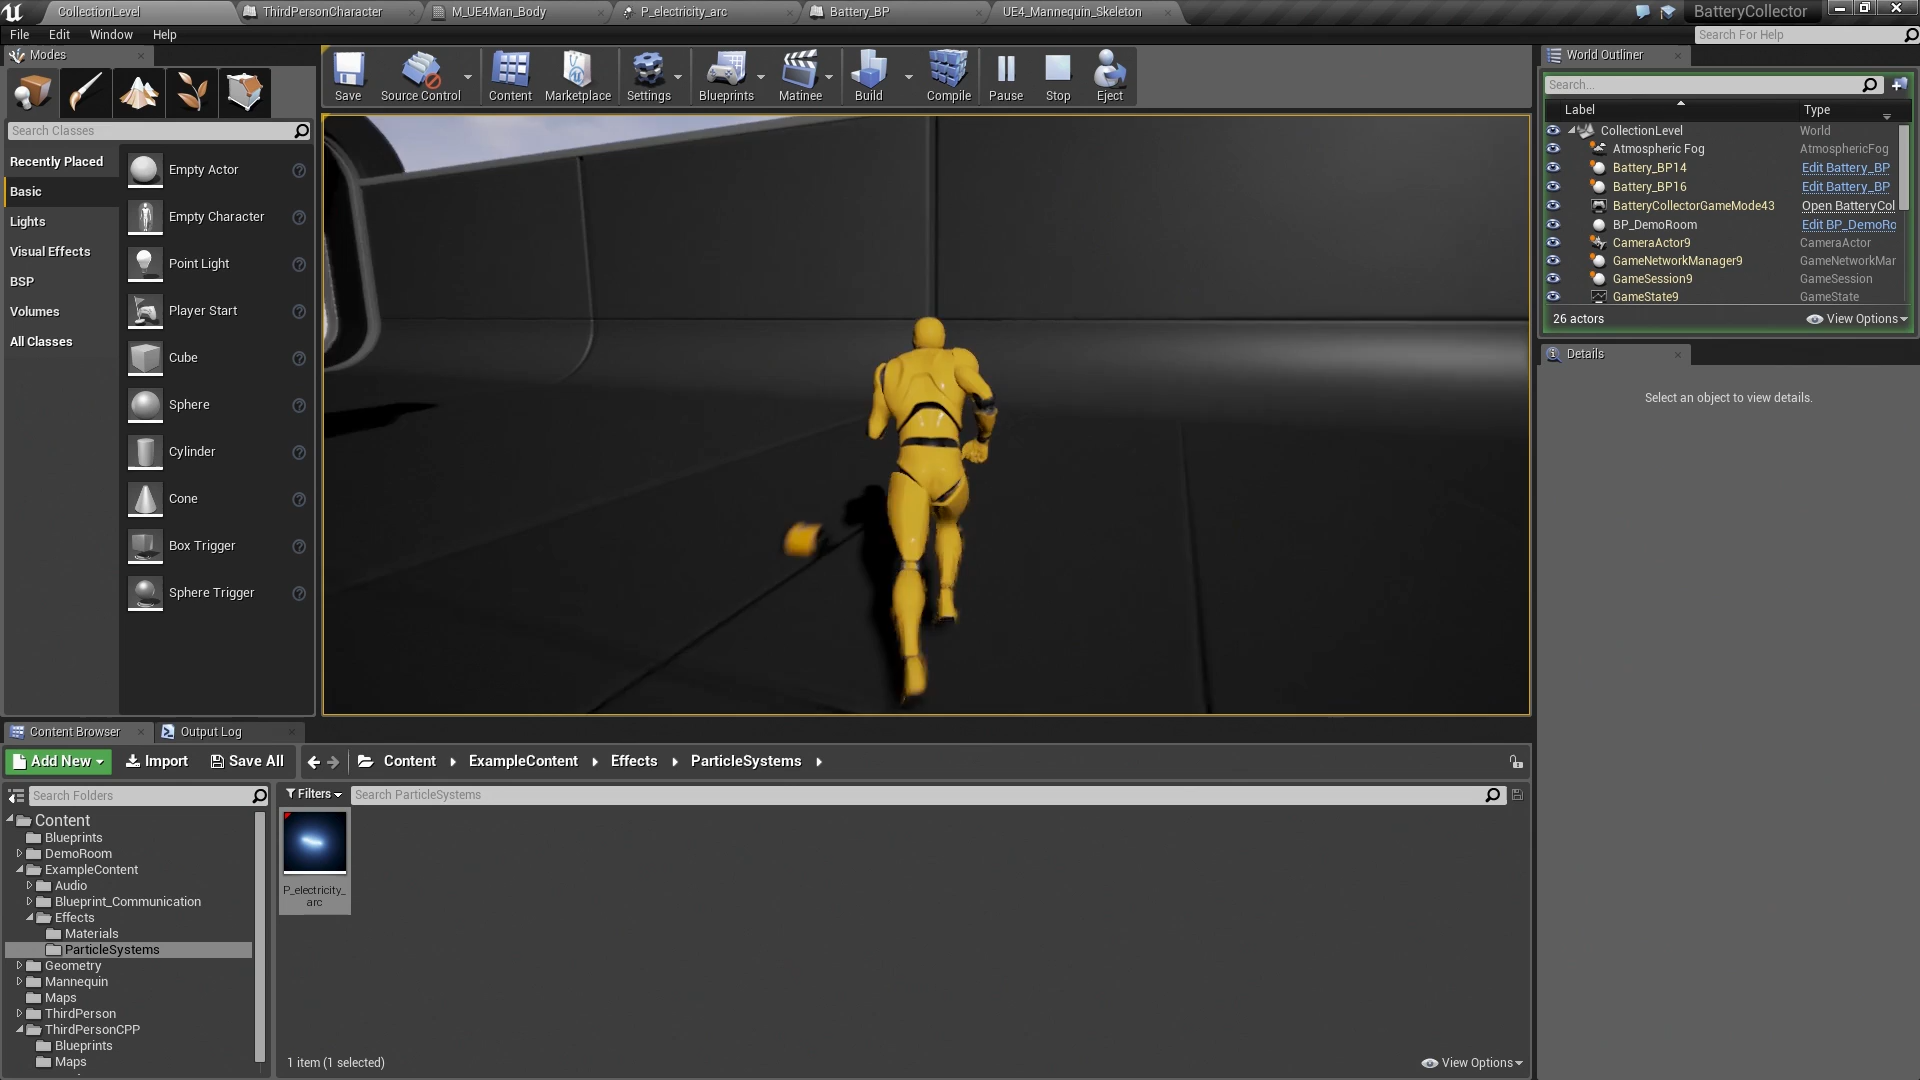 CollectionLevel
ThirdPersonCharacter
M_UE4Man_Body
P_electricity_arc
Battery_BP
UE4_Mannequin_Skeleton
BatteryCollector
File Edit Window Help
Search For Help
Modes
Save
Source Control
Content
Marketplace
Settings
Blueprints
Matinee
Build
Compile
Pause
Stop
Eject
World Outliner
Search...
Label
Type
Search Classes
Recently Placed
Basic
Lights
Visual Effects
BSP
Volumes
All Classes
Empty Actor
Empty Character
Point Light
Player Start
Cube
Sphere
Cylinder
Cone
Box Trigger
Sphere Trigger
CollectionLevel World
Atmospheric Fog AtmosphericFog
Battery_BP14 Edit Battery_BP
Battery_BP16 Edit Battery_BP
BatteryCollectorGameMode43 Open BatteryCol
BP_DemoRoom Edit BP_DemoRo
CameraActor9 CameraActor
GameNetworkManager9 GameNetworkMar
GameSession9 GameSession
GameState9 GameState
26 actors
View Options
Details
Select an object to view details.
Content Browser
Output Log
Add New
Import
Save All
Content
ExampleContent
Effects
ParticleSystems
Search Folders
Filters
Search ParticleSystems
Content
Blueprints
DemoRoom
ExampleContent
Audio
Blueprint_Communication
Effects
Materials
ParticleSystems
Geometry
Mannequin
Maps
ThirdPerson
ThirdPersonCPP
Blueprints
Maps
P_electricity_
arc
1 item (1 selected)
View Options